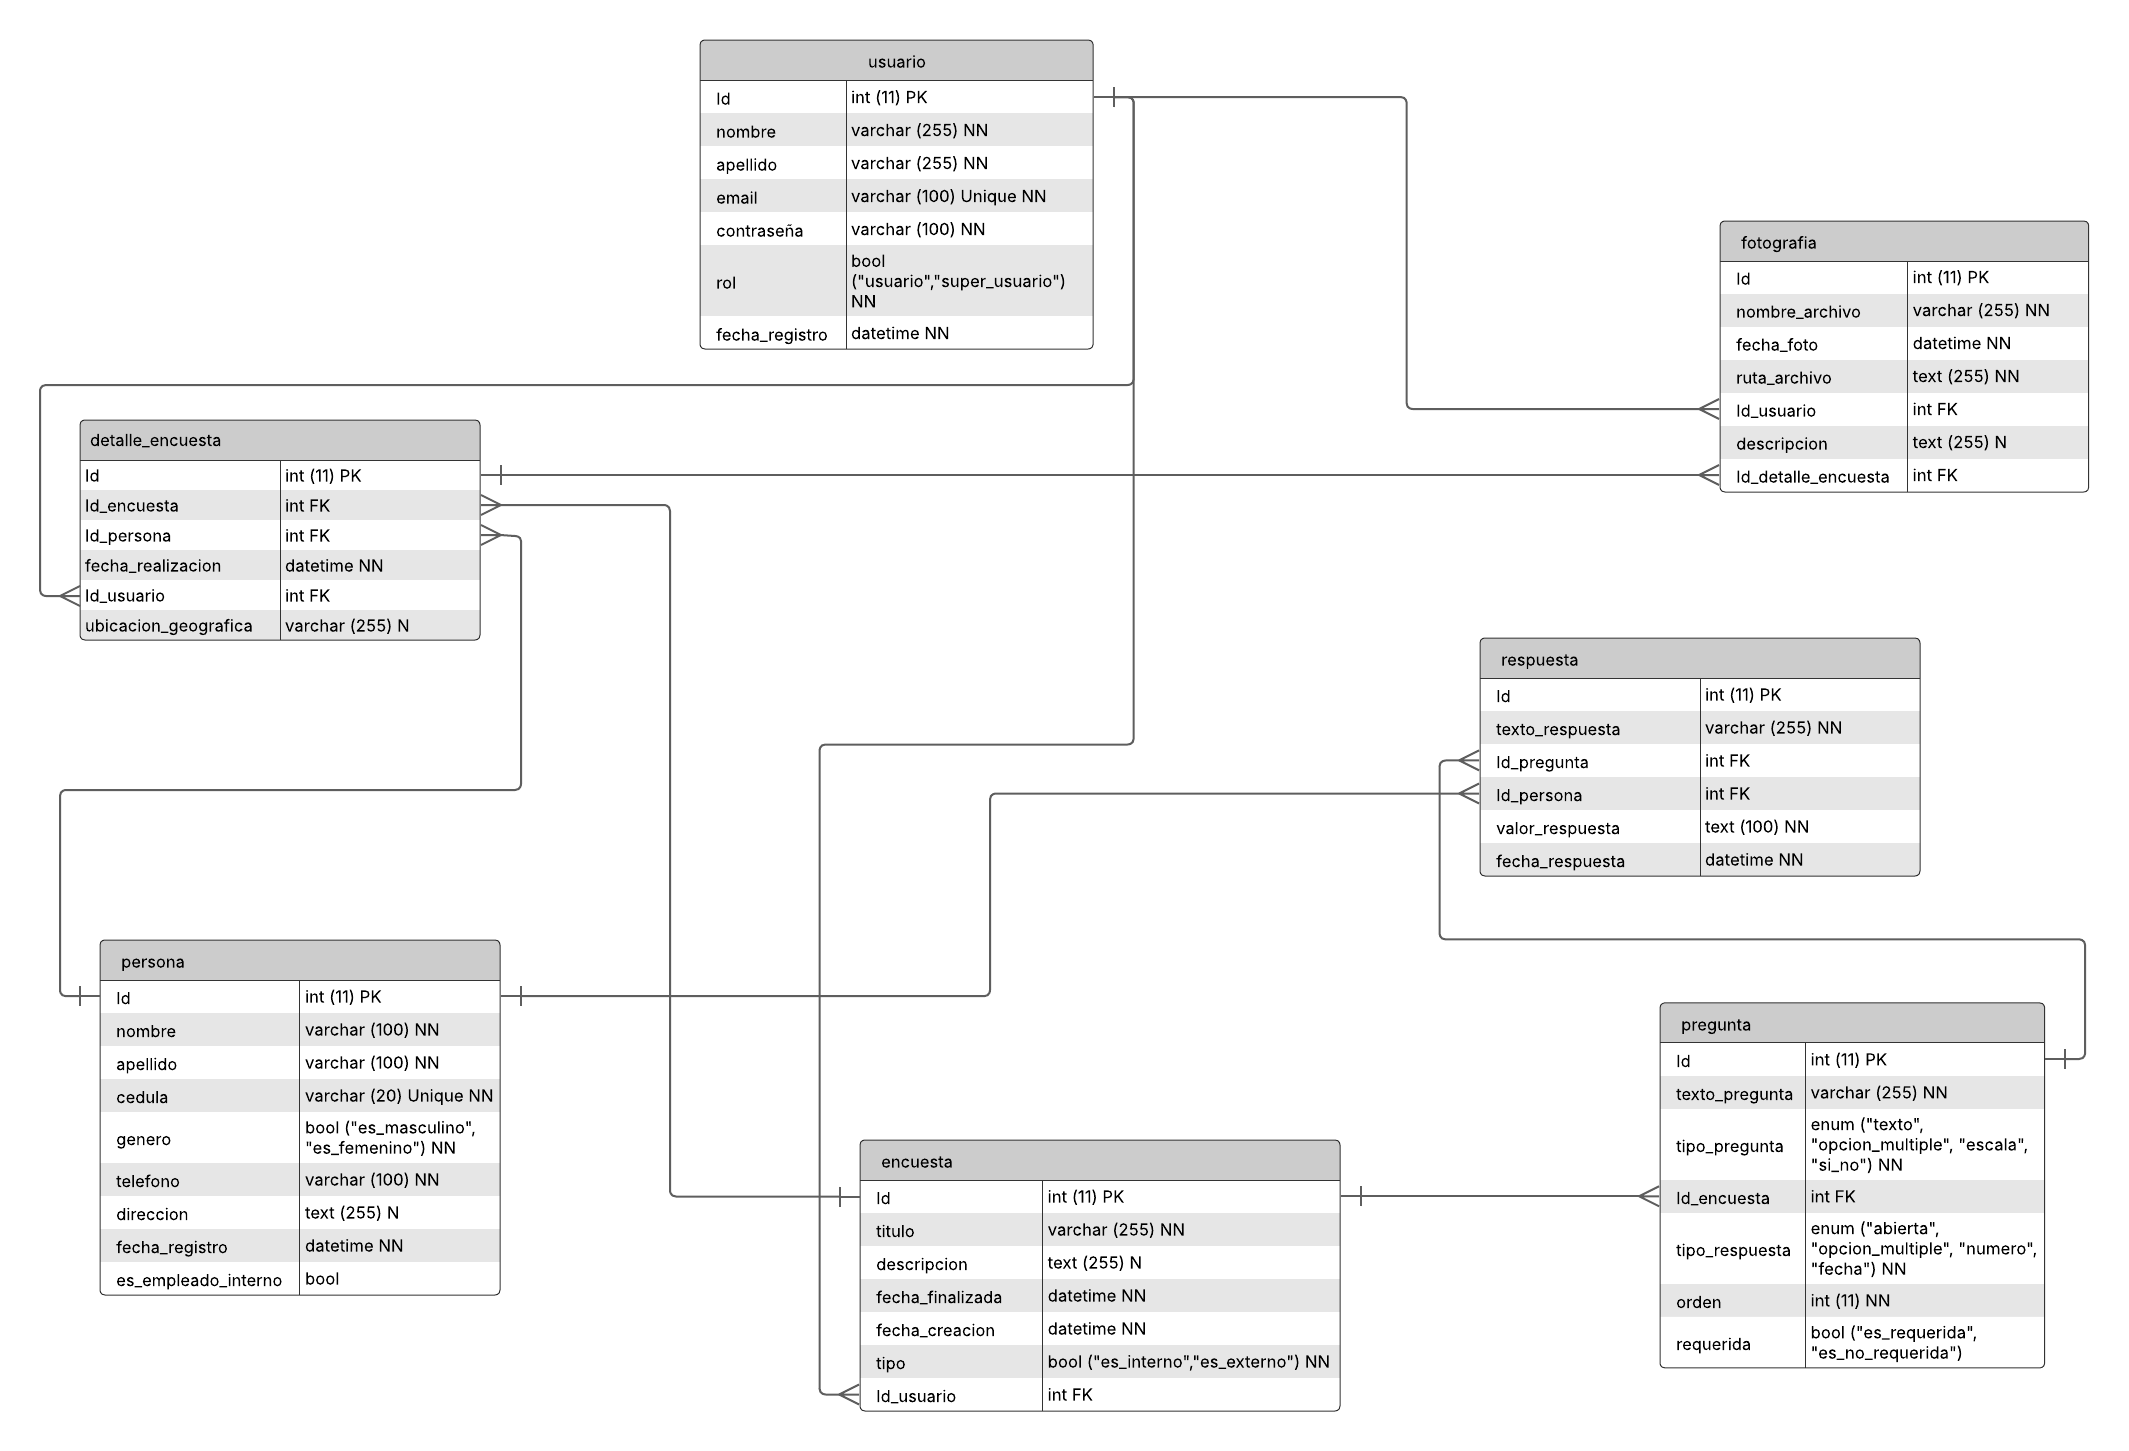 usuario
Id int (11) PK
nombre varchar (255) NN
apellido varchar (255) NN
email varchar (100) Unique NN
contraseña varchar (100) NN
rol bool
("usuario","super_usuario")
NN
fecha_registro datetime NN
fotografia
Id int (11) PK
nombre_archivo varchar (255) NN
fecha_foto datetime NN
ruta_archivo text (255) NN
Id_usuario int FK
descripcion text (255) N
Id_detalle_encuesta int FK
detalle_encuesta
Id int (11) PK
Id_encuesta int FK
Id_persona int FK
fecha_realizacion datetime NN
Id_usuario int FK
ubicacion_geografica varchar (255) N
respuesta
Id int (11) PK
texto_respuesta varchar (255) NN
Id_pregunta int FK
Id_persona int FK
valor_respuesta text (100) NN
fecha_respuesta datetime NN
persona
Id int (11) PK
nombre varchar (100) NN
apellido varchar (100) NN
cedula varchar (20) Unique NN
genero bool ("es_masculino",
"es_femenino") NN
telefono varchar (100) NN
direccion text (255) N
fecha_registro datetime NN
es_empleado_interno bool
pregunta
Id int (11) PK
texto_pregunta varchar (255) NN
tipo_pregunta enum ("texto",
"opcion_multiple", "escala",
"si_no") NN
Id_encuesta int FK
tipo_respuesta enum ("abierta",
"opcion_multiple", "numero",
"fecha") NN
orden int (11) NN
requerida bool ("es_requerida",
"es_no_requerida")
encuesta
Id int (11) PK
titulo varchar (255) NN
descripcion text (255) N
fecha_finalizada datetime NN
fecha_creacion datetime NN
tipo bool ("es_interno","es_externo") NN
Id_usuario int FK